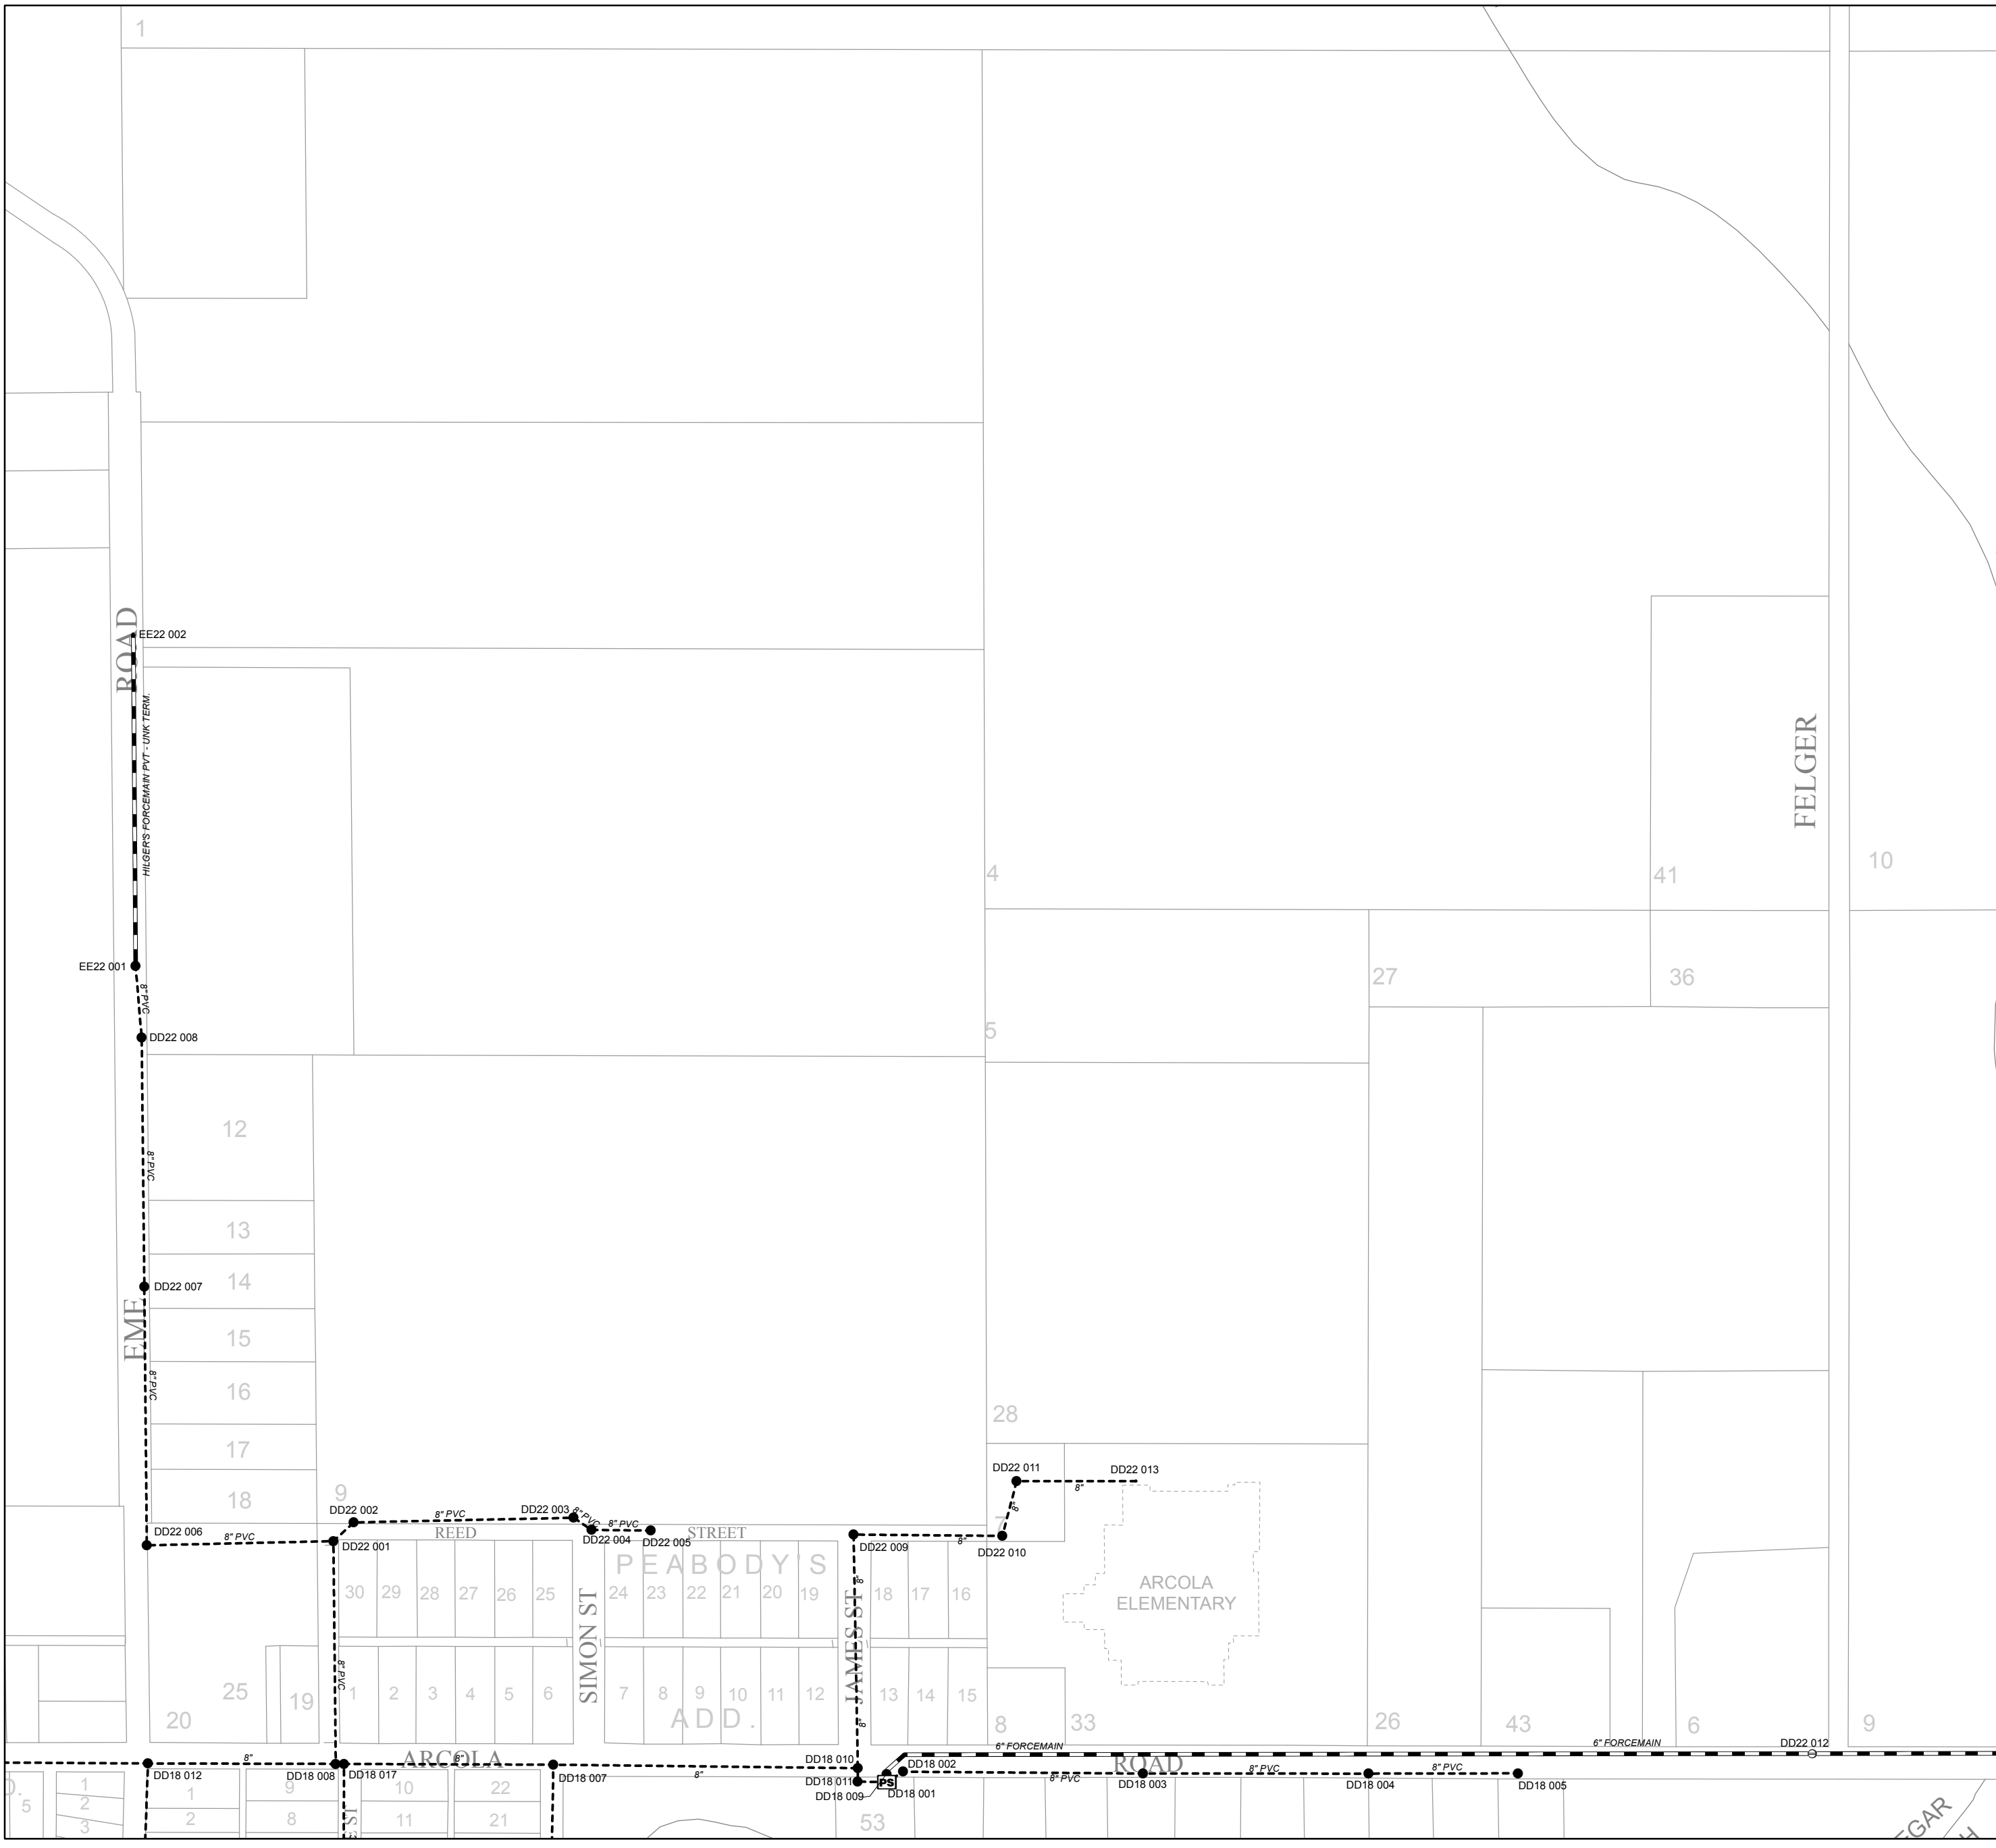 1
ROAD
EE22 002
HILGER'S FORCEMAIN PVT - UNK TERM.
FELGER
4
41
10
EE22 001
8" PVC
27
36
5
DD22 008
12
8" PVC
13
14
DD22 007
EME
15
8" PVC
16
28
17
DD22 011
DD22 013
8"
18
9
DD22 002
8" PVC
DD22 003
8" PVC
8" PVC
8"
7
DD22 006
8" PVC
DD22 001
REED
DD22 004
DD22 005
STREET
DD22 009
8"
DD22 010
PEABODY'S
30
29
28
27
26
25
24
23
22
21
20
19
18
17
16
8"
ARCOLA
ELEMENTARY
SIMON ST
JAMES ST
8" PVC
25
19
1
2
3
4
5
6
7
8
9
10
11
12
13
14
15
20
ADD.
8"
8
33
26
43
6
9
8"
ARCOLA
8"
DD18 010
6" FORCEMAIN
ROAD
6" FORCEMAIN
DD22 012
DD18 012
DD18 008
DD18 017
DD18 007
8"
DD18 011
PS
DD18 002
8" PVC
DD18 003
8" PVC
DD18 004
8" PVC
DD18 005
DD18 009
DD18 001
5
1
2
3
1
2
9
8
10
11
22
21
53
ST
EGAR